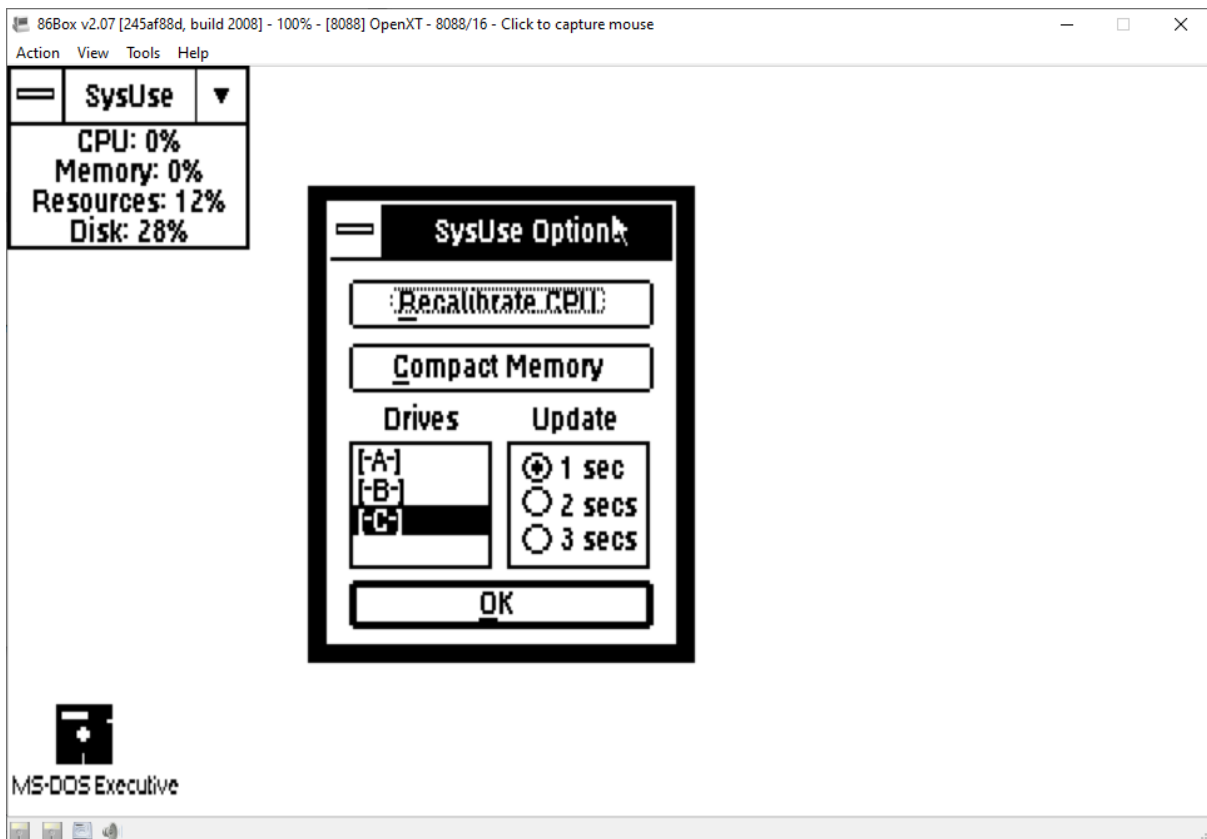 86Box v2.07 [245af88d, build 2008] - 100% - [8088] OpenXT - 8088/16 - Click to capture mouse
Action View Tools Help
SysUse
CPU: 0%
Memory: 0%
Resources: 12%
Disk: 28%
SysUse Options
Recalibrate CPU
Compact Memory
Drives Update
[-A-]
[-B-]
[-C-]
1 sec
2 secs
3 secs
OK
MS-DOS Executive